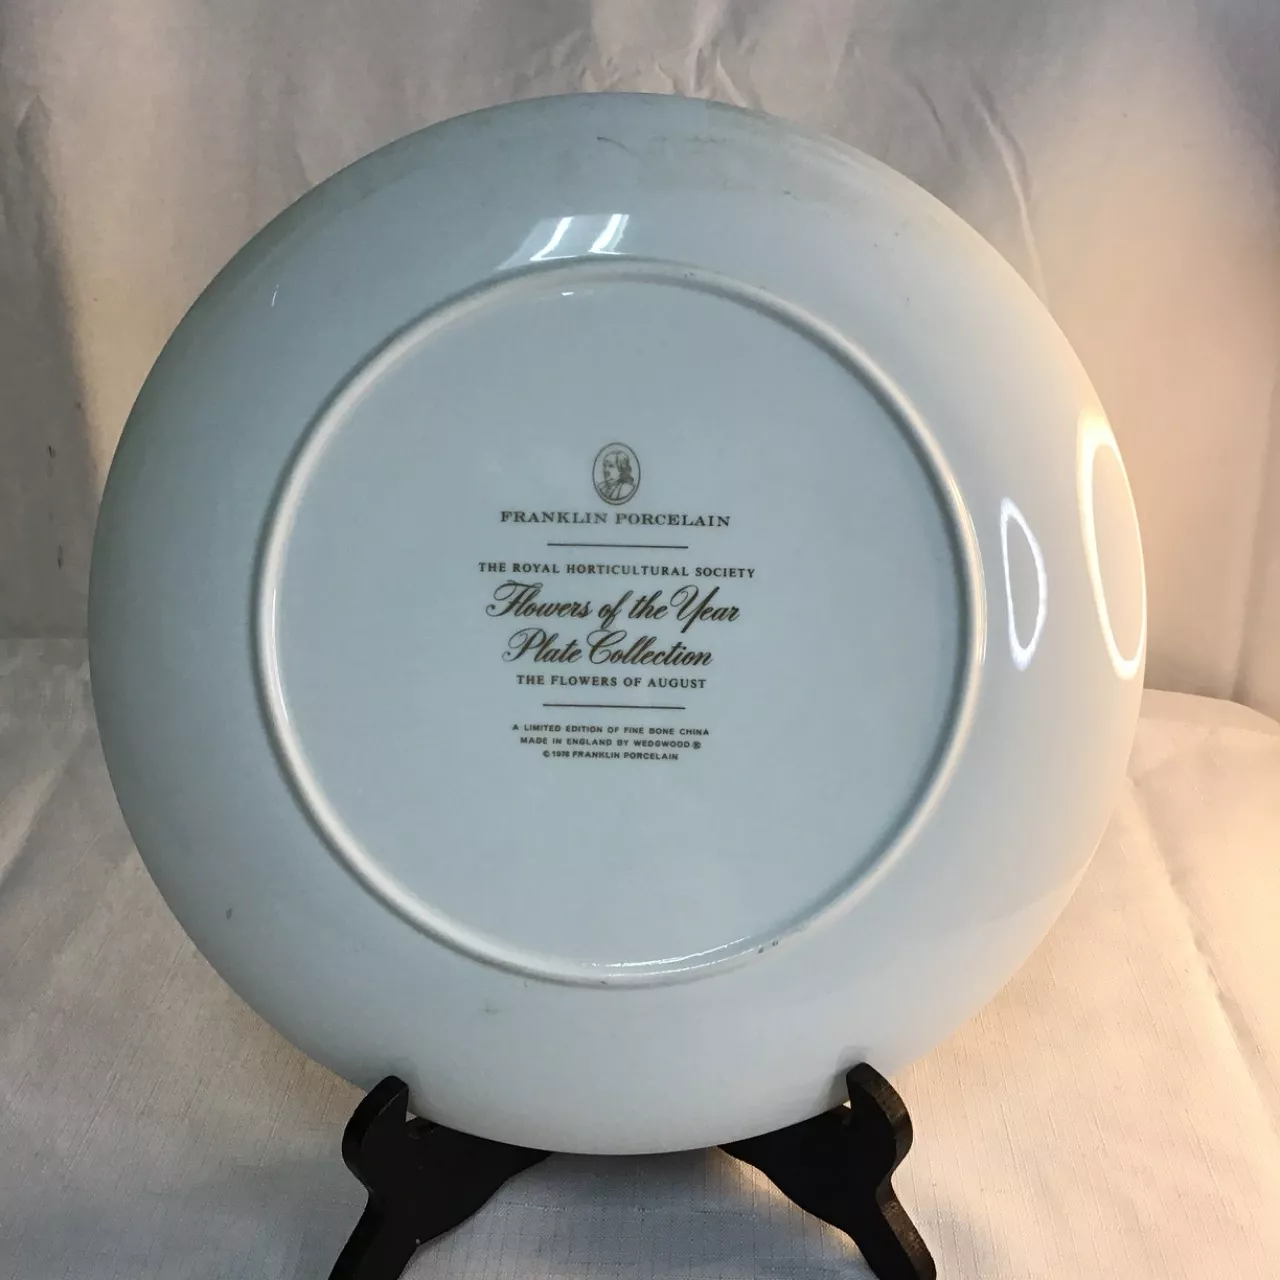 FRANKLIN PORCELAIN
THE ROYAL HORTICULTURAL SOCIETY
Flowers of the Year
Plate Collection
THE FLOWERS OF AUGUST
A LIMITED EDITION OF FINE BONE CHINA
MADE IN ENGLAND BY WEDGWOOD ®
© 1978 FRANKLIN PORCELAIN